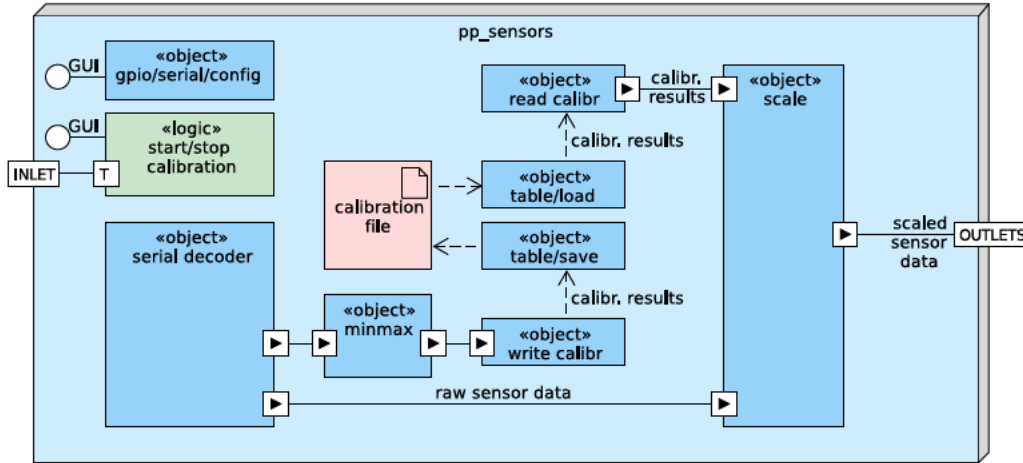 pp_sensors
GUI
«object»
gpio/serial/config
GUI
«logic»
start/stop
calibration
INLET
T
«object»
serial decoder
calibration
file
«object»
minmax
«object»
read calibr
calibr.
results
calibr. results
«object»
table/load
«object»
table/save
calibr. results
«object»
write calibr
raw sensor data
«object»
scale
scaled
sensor
data
OUTLETS